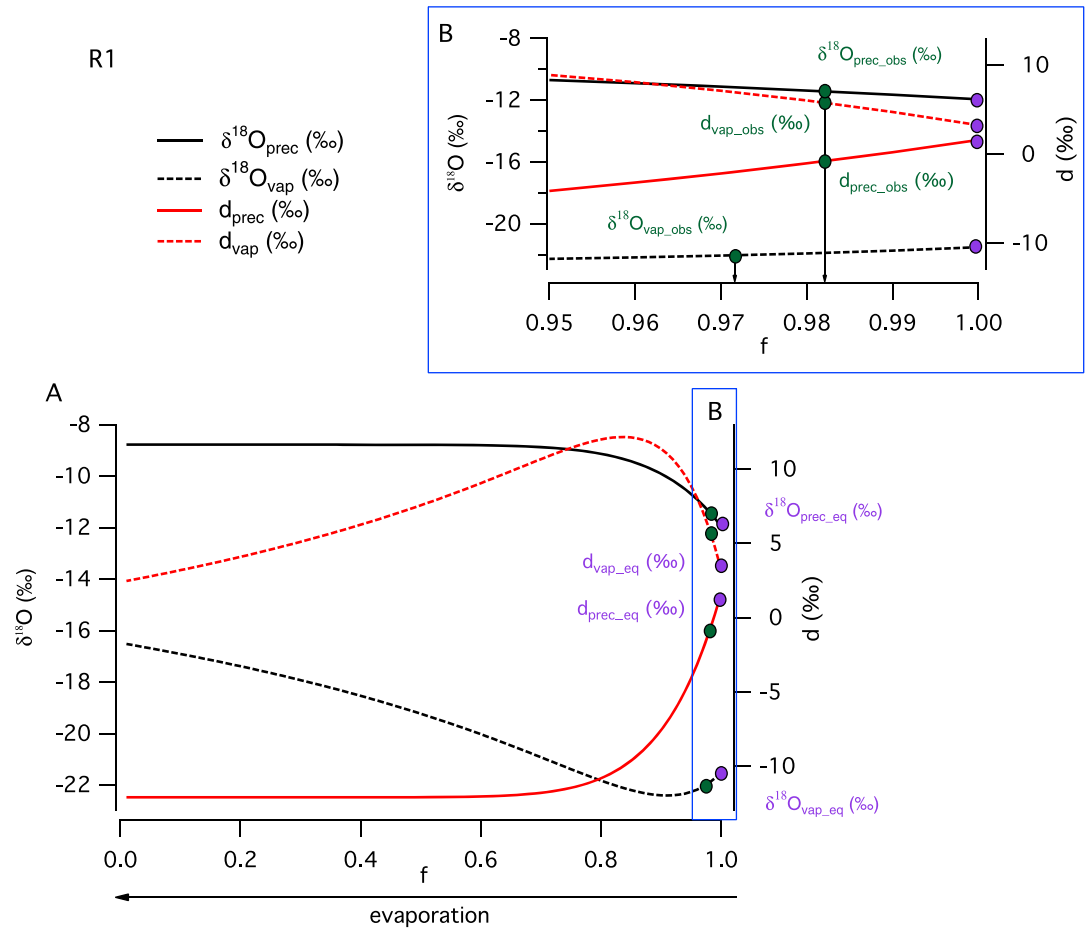 R1
δ¹⁸Oprec (‰)
δ¹⁸Ovap (‰)
dprec (‰)
dvap (‰)
B
-8
-12
-16
-20
δ¹⁸O (‰)
δ¹⁸Oprec_obs (‰)
dvap_obs (‰)
dprec_obs (‰)
δ¹⁸Ovap_obs (‰)
10
0
-10
d (‰)
0.95 0.96 0.97 0.98 0.99 1.00
f
A
B
-8
-10
-12
-14
-16
-18
-20
-22
δ¹⁸O (‰)
δ¹⁸Oprec_eq (‰)
dvap_eq (‰)
dprec_eq (‰)
δ¹⁸Ovap_eq (‰)
10
5
0
-5
-10
d (‰)
0.0 0.2 0.4 0.6 0.8 1.0
f
evaporation